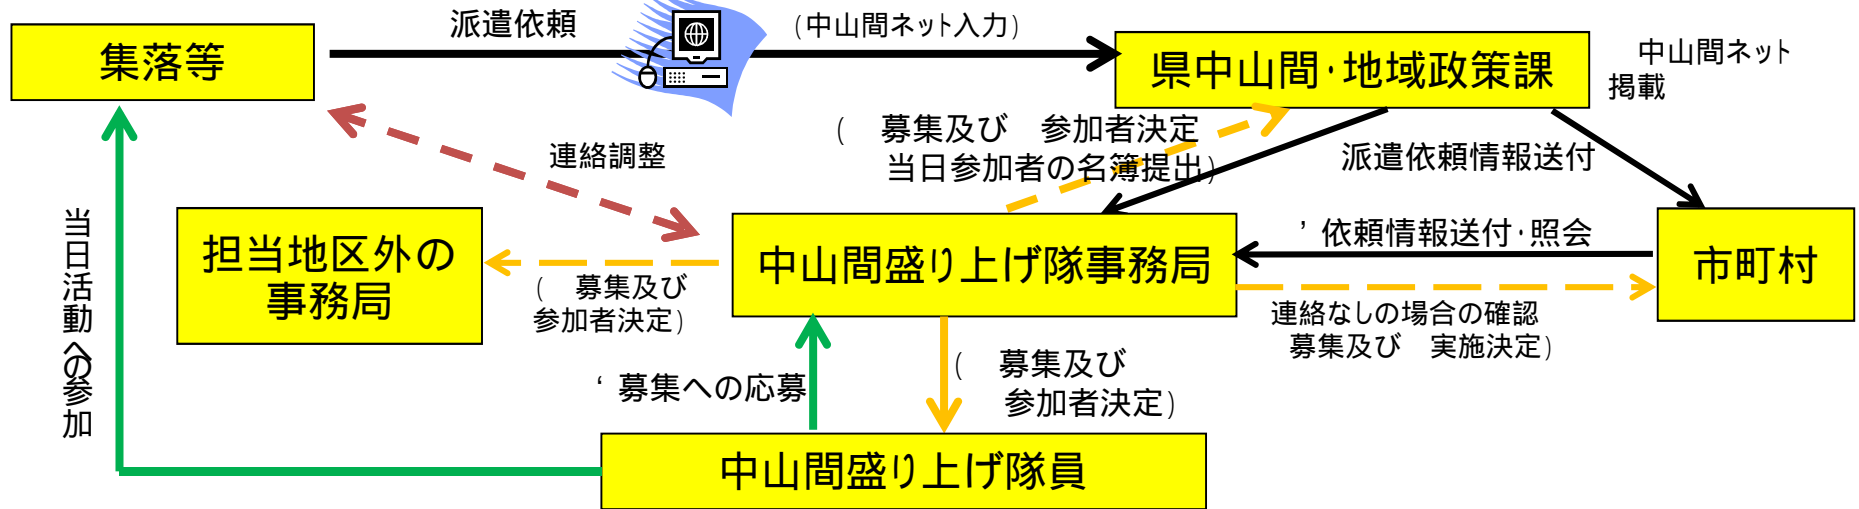 派遣依頼
(中山間ネット入力)
集落等
県中山間・地域政策課
中山間ネット
掲載
( 募集及び 参加者決定
当日参加者の名簿提出)
連絡調整
派遣依頼情報送付
当日活動への参加
担当地区外の
事務局
中山間盛り上げ隊事務局
’依頼情報送付・照会
市町村
( 募集及び
参加者決定)
連絡なしの場合の確認
募集及び 実施決定)
‘募集への応募
( 募集及び
参加者決定)
中山間盛り上げ隊員